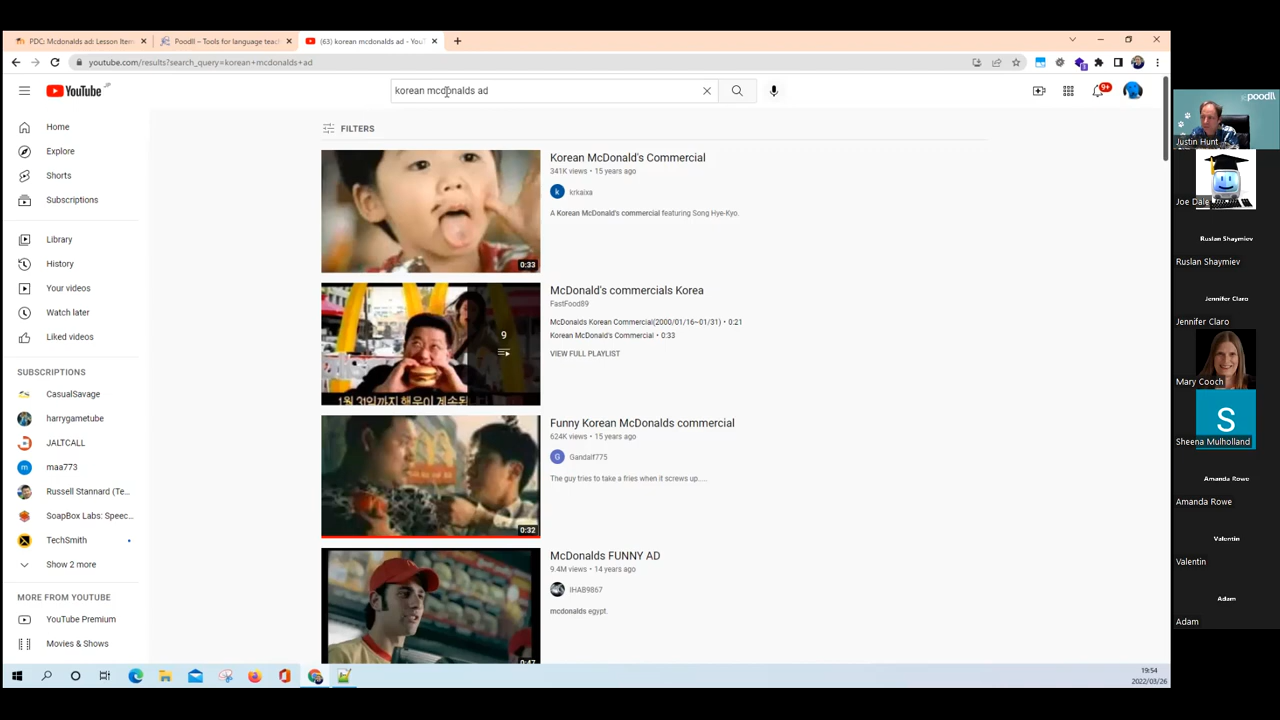 PDC: Mcdonalds ad: Lesson Item
Poodll – Tools for language teac
(63) korean mcdonalds ad - YouT
youtube.com/results?search_query=korean+mcdonalds+ad
YouTube JP
korean mcdonalds ad
9+
Home
Explore
Shorts
Subscriptions
Library
History
Your videos
Watch later
Liked videos
SUBSCRIPTIONS
CasualSavage
harrygametube
JALTCALL
m maa773
Russell Stannard (Te...
SoapBox Labs: Speec...
TechSmith
Show 2 more
MORE FROM YOUTUBE
YouTube Premium
Movies & Shows
FILTERS
0:33
Korean McDonald's Commercial
341K views • 15 years ago
k krkaixa
A Korean McDonald's commercial featuring Song Hye-Kyo.
9
McDonald's commercials Korea
FastFood89
McDonalds Korean Commercial(2000/01/16~01/31) • 0:21
Korean McDonald's Commercial • 0:33
VIEW FULL PLAYLIST
0:32
Funny Korean McDonalds commercial
624K views • 15 years ago
G Gandalf775
The guy tries to take a fries when it screws up.....
0:47
McDonalds FUNNY AD
9.4M views • 14 years ago
IHAB9867
mcdonalds egypt.
poodll
Justin Hunt
Joe Dale
Ruslan Shaymiev
Ruslan Shaymiev
Jennifer Claro
Jennifer Claro
Mary Cooch
S
Sheena Mulholland
Amanda Rowe
Amanda Rowe
Valentin
Valentin
Adam
Adam
19:54
2022/03/26